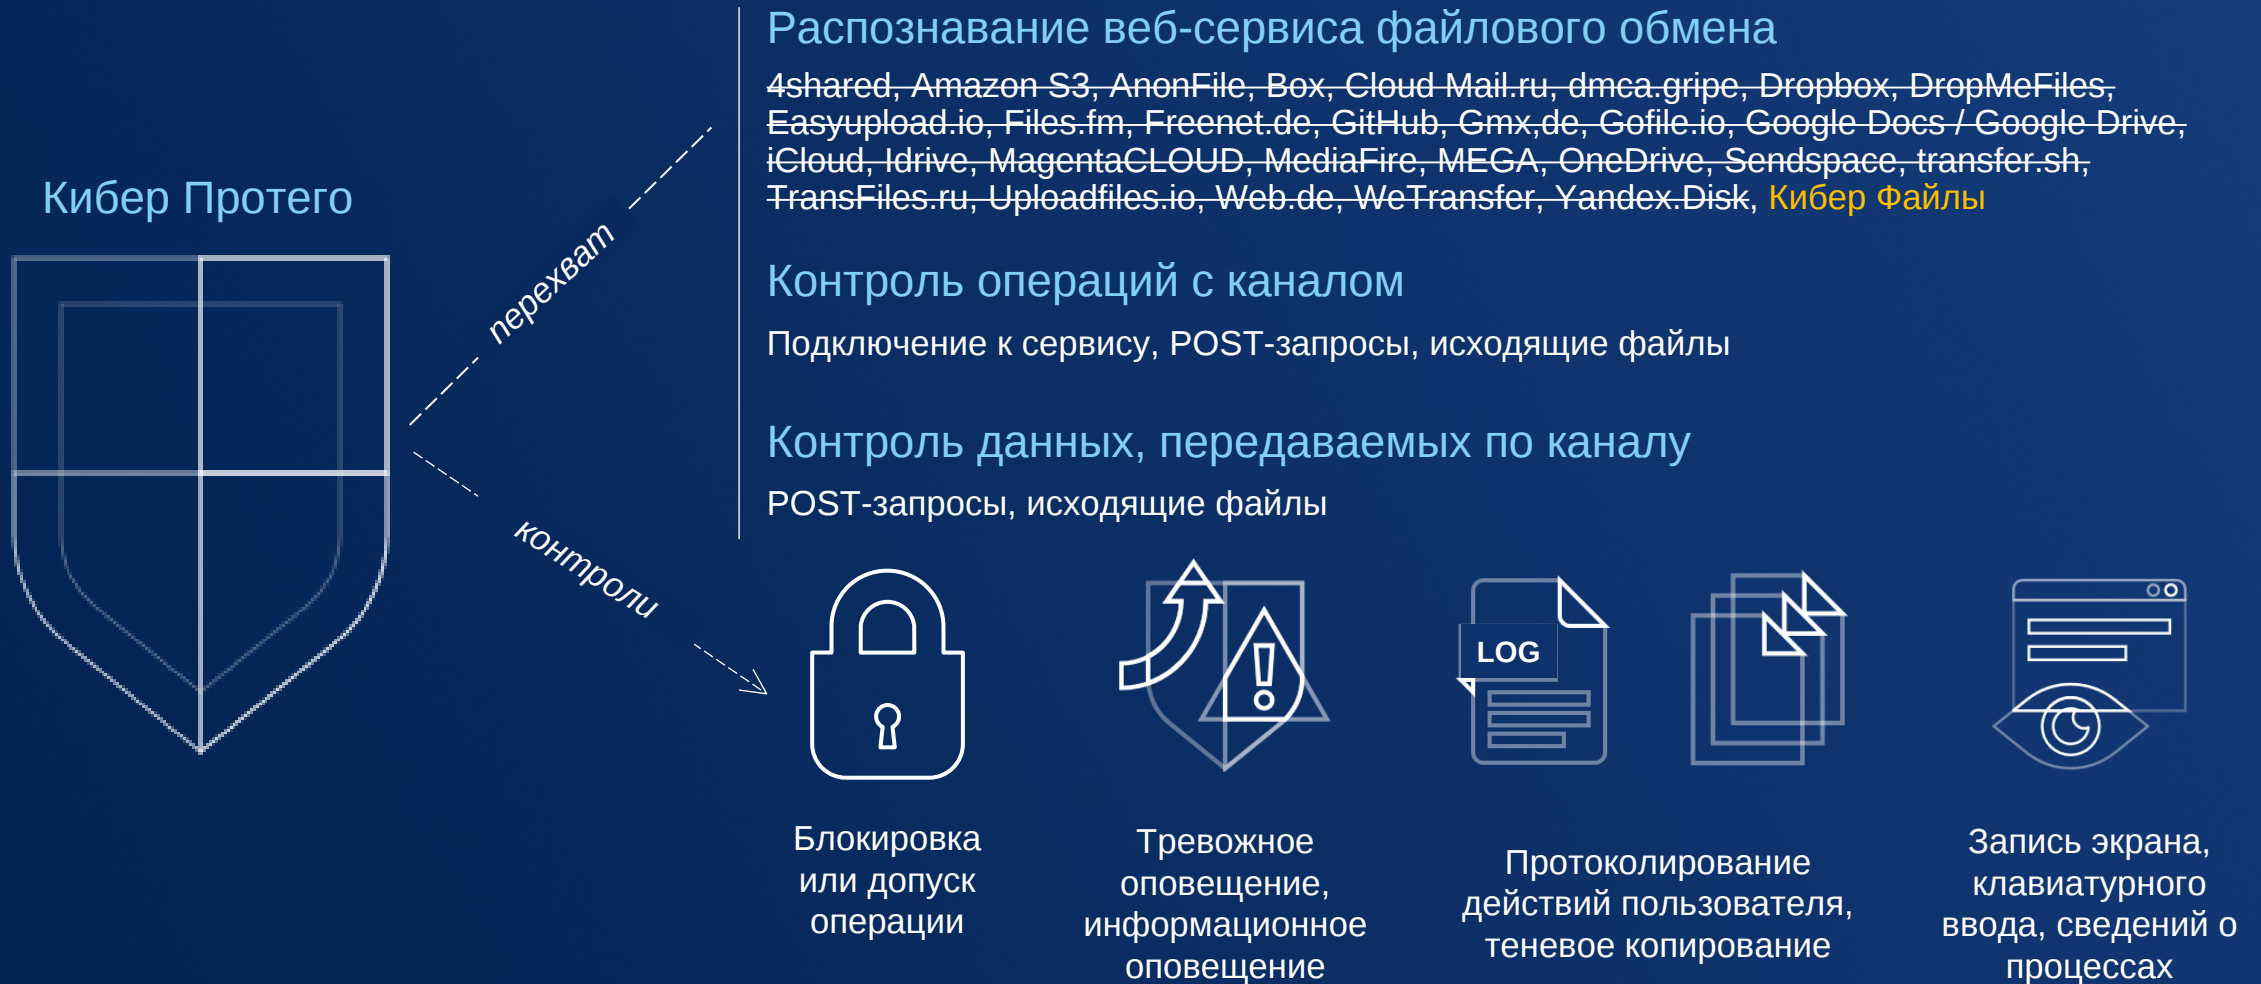 Распознавание веб-сервиса файлового обмена
4shared, Amazon S3, AnonFile, Box, Cloud Mail.ru, dmca.gripe, Dropbox, DropMeFiles,
Easyupload.io, Files.fm, Freenet.de, GitHub, Gmx,de, Gofile.io, Google Docs / Google Drive,
iCloud, Idrive, MagentaCLOUD, MediaFire, MEGA, OneDrive, Sendspace, transfer.sh,
TransFiles.ru, Uploadfiles.io, Web.de, WeTransfer, Yandex.Disk, Кибер Файлы
Кибер Протего
перехват
Контроль операций с каналом
Подключение к сервису, POST-запросы, исходящие файлы
Контроль данных, передаваемых по каналу
POST-запросы, исходящие файлы
контроли
LOG
Блокировка
или допуск
операции
Тревожное
оповещение,
информационное
оповещение
Протоколирование
действий пользователя,
теневое копирование
Запись экрана,
клавиатурного
ввода, сведений о
процессах